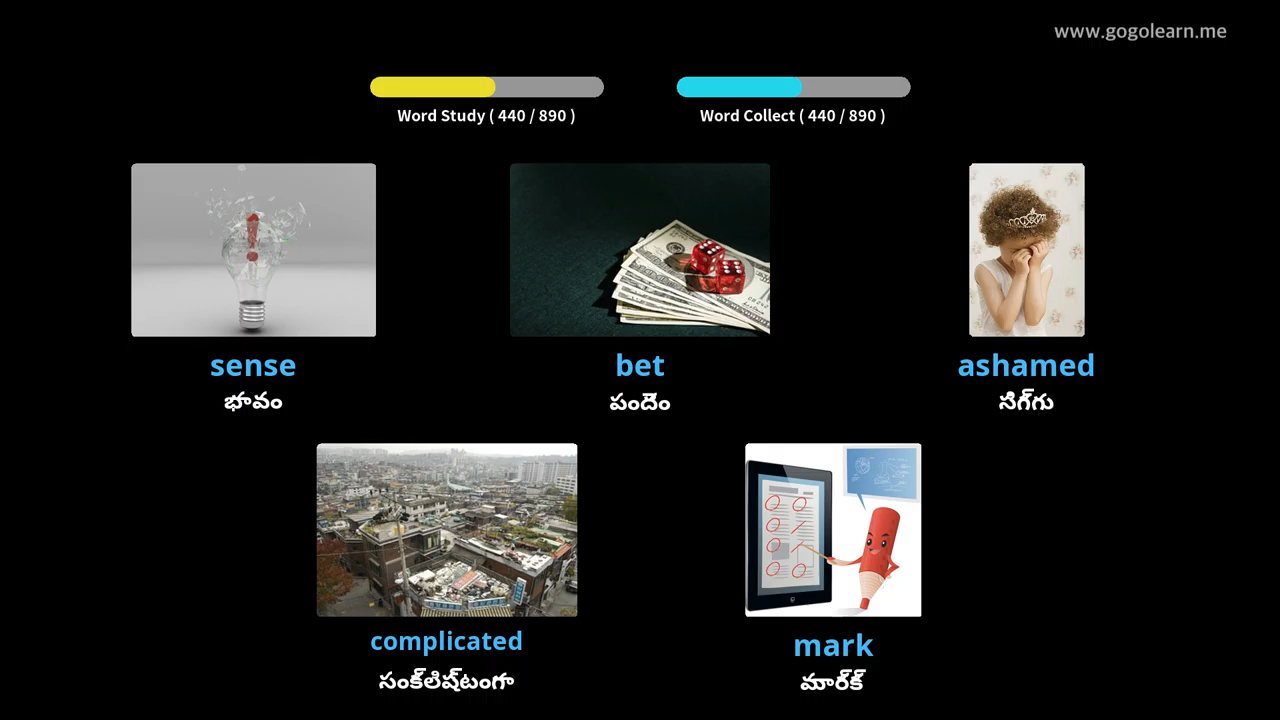 www.gogolearn.me
Word Study ( 440 / 890 )
Word Collect ( 440 / 890 )
sense
భావం
bet
పందెం
ashamed
సిగ్‌గు
complicated
సంక్‌లిష్‌టంగా
mark
మార్‌క్